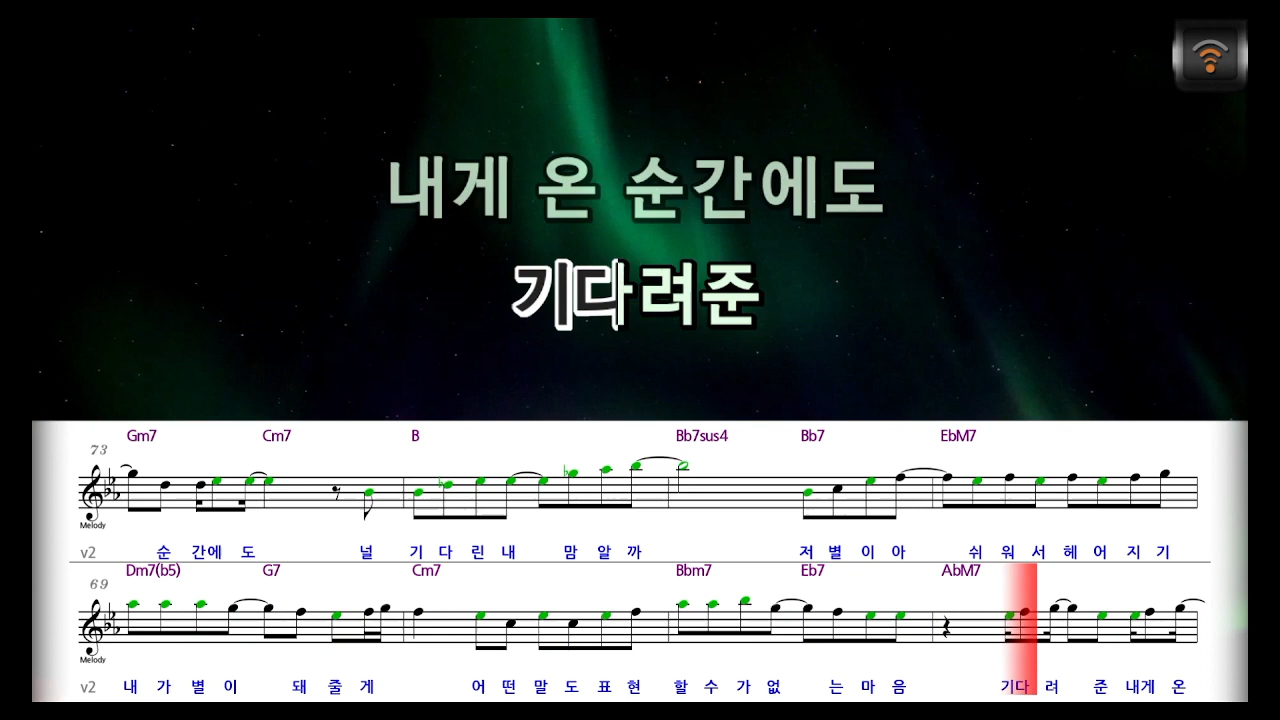 내게 온 순간에도
기다려준
Gm7 Cm7 B Bb7sus4 Bb7 EbM7
73
Melody
v2 순 간에 도 널 기 다 린 내 맘 알 까 저 별 이 아 쉬 워 서 헤 어 지 기
Dm7(b5) G7 Cm7 Bbm7 Eb7 AbM7
69
Melody
v2 내 가 별 이 돼 줄 게 어 떤 말 도 표 현 할 수 가 없 는 마 음 기다 려 준 내게 온